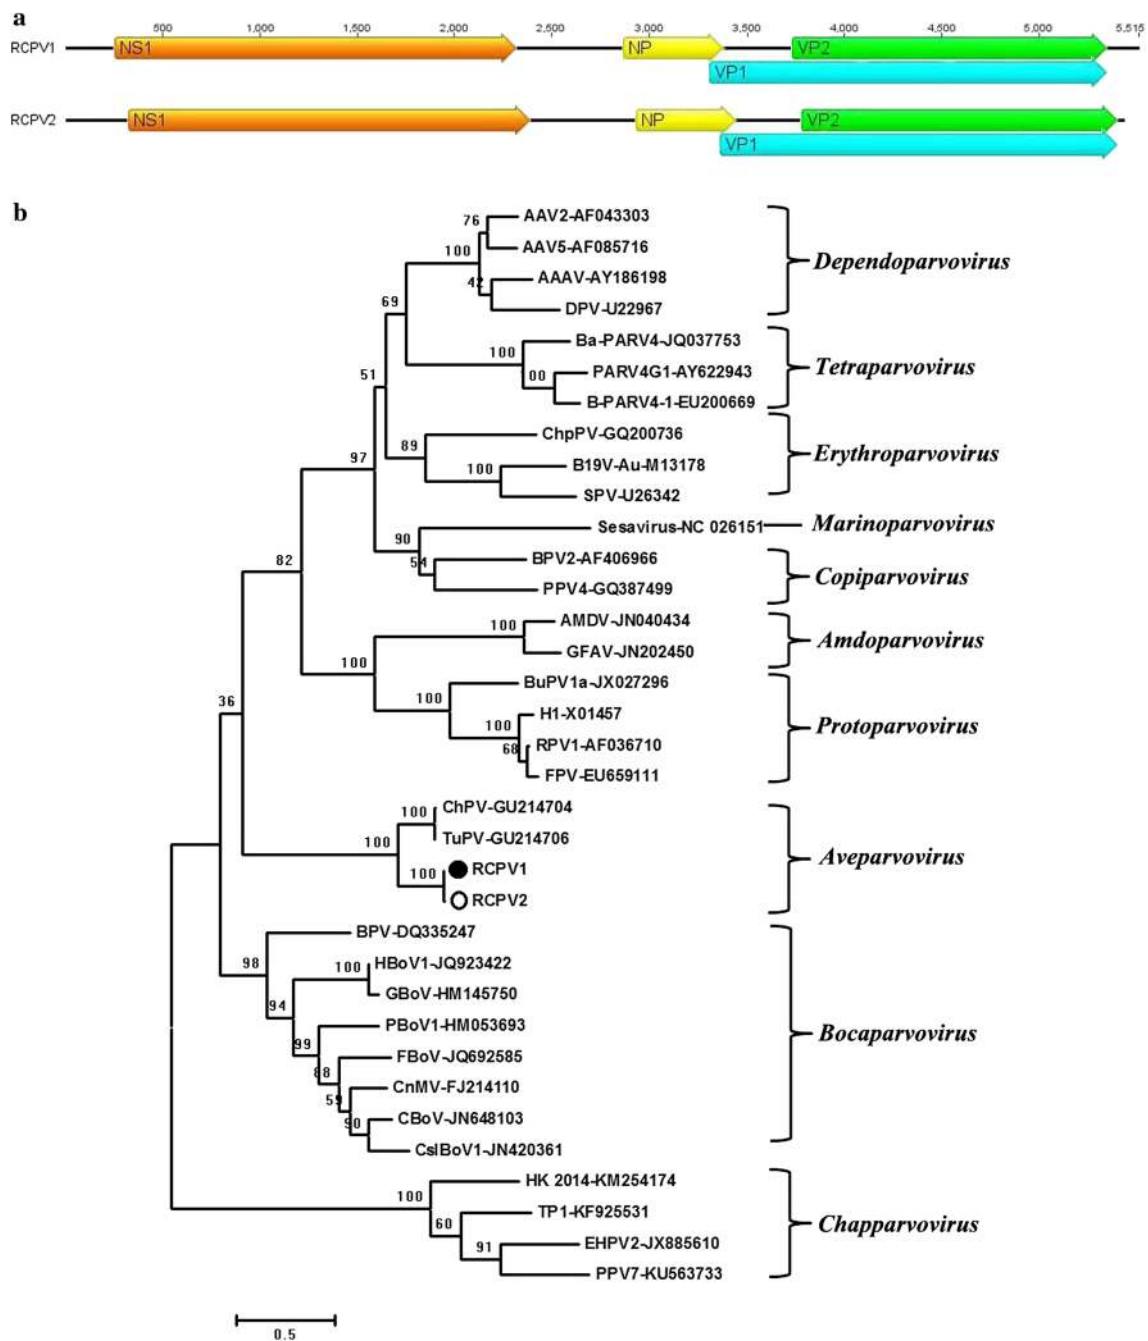 a
500 1,000 1,500 2,000 2,500 3,000 3,500 4,000 4,500 5,000 5,515
RCPV1 NS1 NP VP2
VP1
RCPV2 NS1 NP VP2
VP1
b
76 AAV2-AF043303
100 AAV5-AF085716
Dependoparvovirus
42 AAAV-AY186198
69 DPV-U22967
Ba-PARV4-JQ037753
100 PARV4G1-AY622943
Tetraparvovirus
00
51 B-PARV4-1-EU200669
ChpPV-GQ200736
89
97 100 B19V-Au-M13178
Erythroparvovirus
SPV-U26342
Sesavirus-NC 026151 Marinoparvovirus
90
82 54 BPV2-AF406966
Copiparvovirus
PPV4-GQ387499
100 AMDV-JN040434
Amdoparvovirus
GFAV-JN202450
100
BuPV1a-JX027296
36 100
100 H1-X01457
Protoparvovirus
68 RPV1-AF036710
FPV-EU659111
100 ChPV-GU214704
TuPV-GU214706
100
Aveparvovirus
100 RCPV1
RCPV2
BPV-DQ335247
98 100 HBoV1-JQ923422
GBoV-HM145750
94
PBoV1-HM053693
Bocaparvovirus
99
88 FBoV-JQ692585
59 CnMV-FJ214110
90 CBoV-JN648103
CslBoV1-JN420361
HK 2014-KM254174
100
TP1-KF925531
Chapparvovirus
60
91 EHPV2-JX885610
PPV7-KU563733
0.5